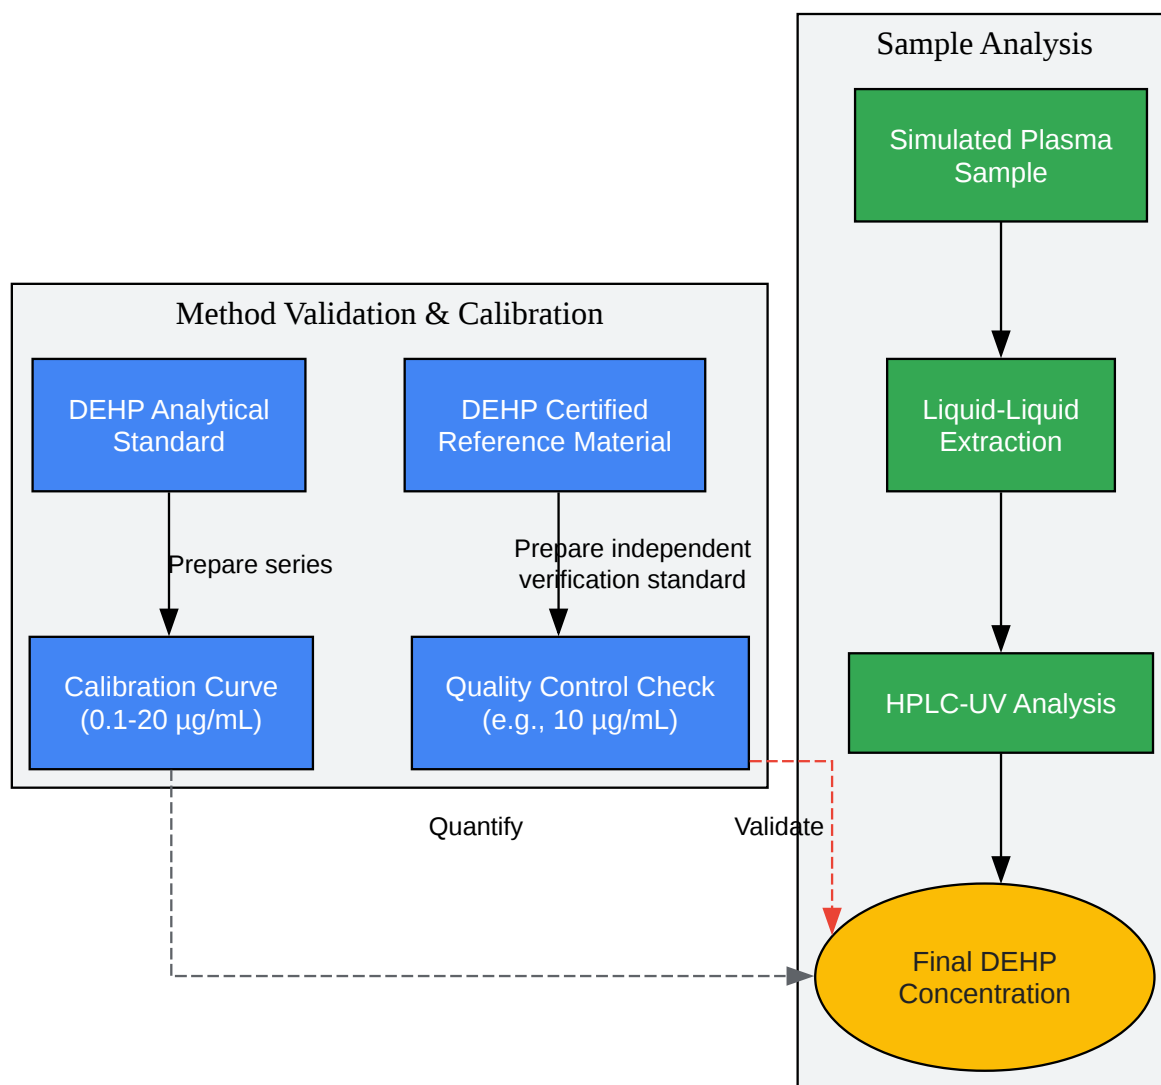 Sample Analysis
Simulated Plasma
Sample
Method Validation & Calibration
DEHP Analytical
Standard
DEHP Certified
Reference Material
Liquid-Liquid
Extraction
Prepare series
Prepare independent
verification standard
Calibration Curve
(0.1-20 µg/mL)
Quality Control Check
(e.g., 10 µg/mL)
HPLC-UV Analysis
Quantify
Validate
Final DEHP
Concentration